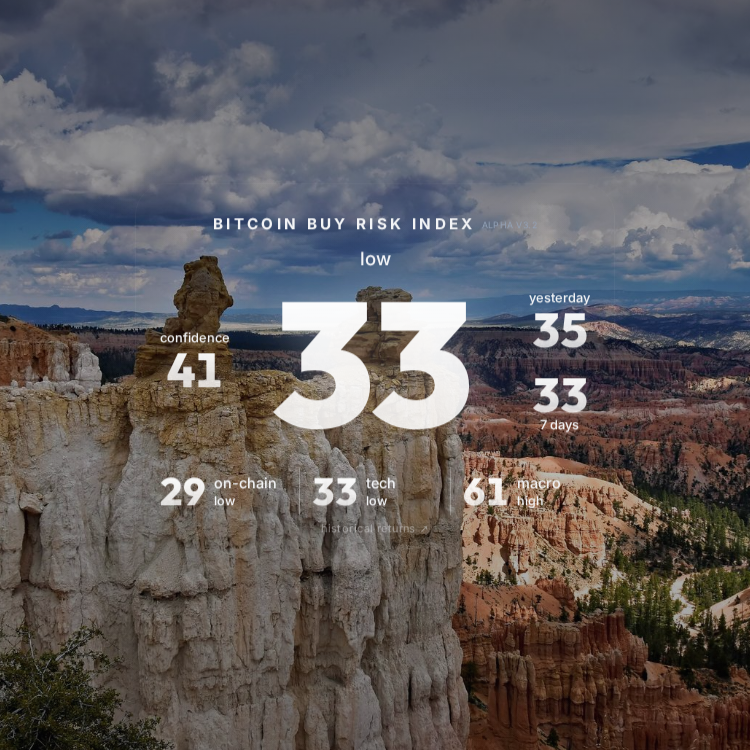 BITCOIN BUY RISK INDEX ALPHA
low
33
confidence
41
yesterday
35
33
7 days
29 on-chain low
33 tech low
61 macro high
historical returns